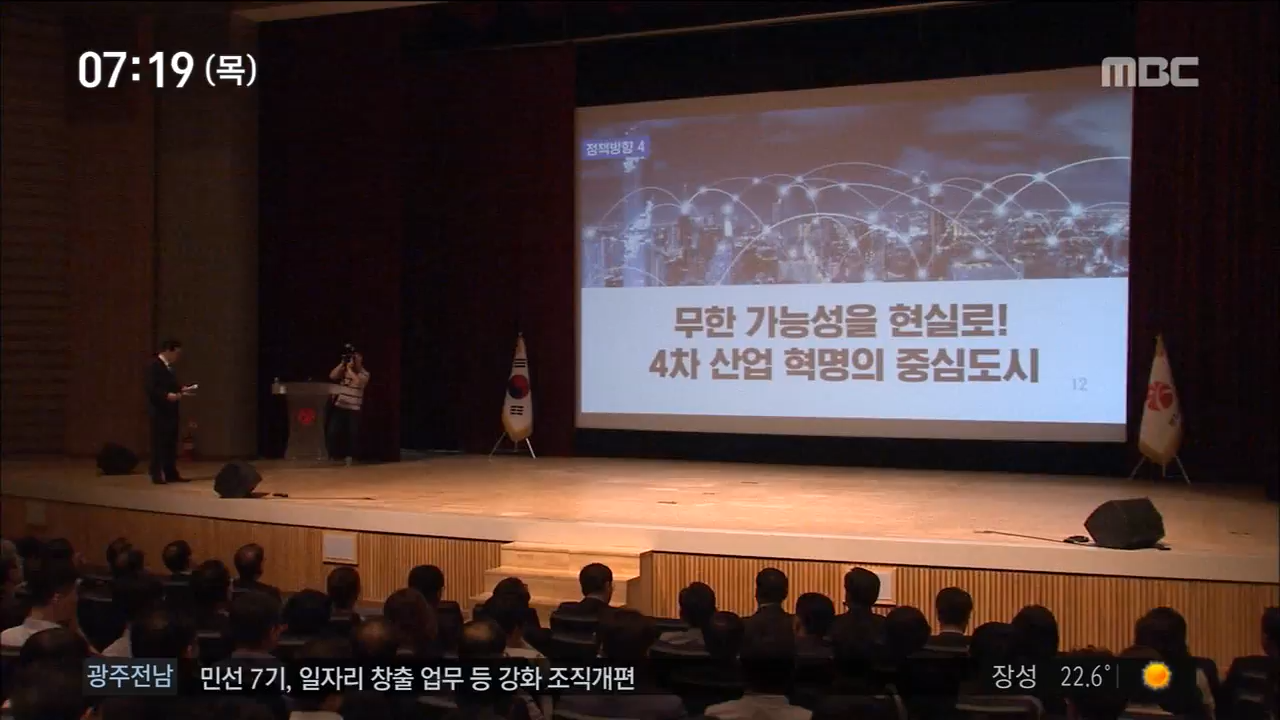 07:19 (목)
MBC
정책방향 4
무한 가능성을 현실로!
4차 산업 혁명의 중심도시
12
광주전남 민선 7기, 일자리 창출 업무 등 강화 조직개편
장성 22.6°